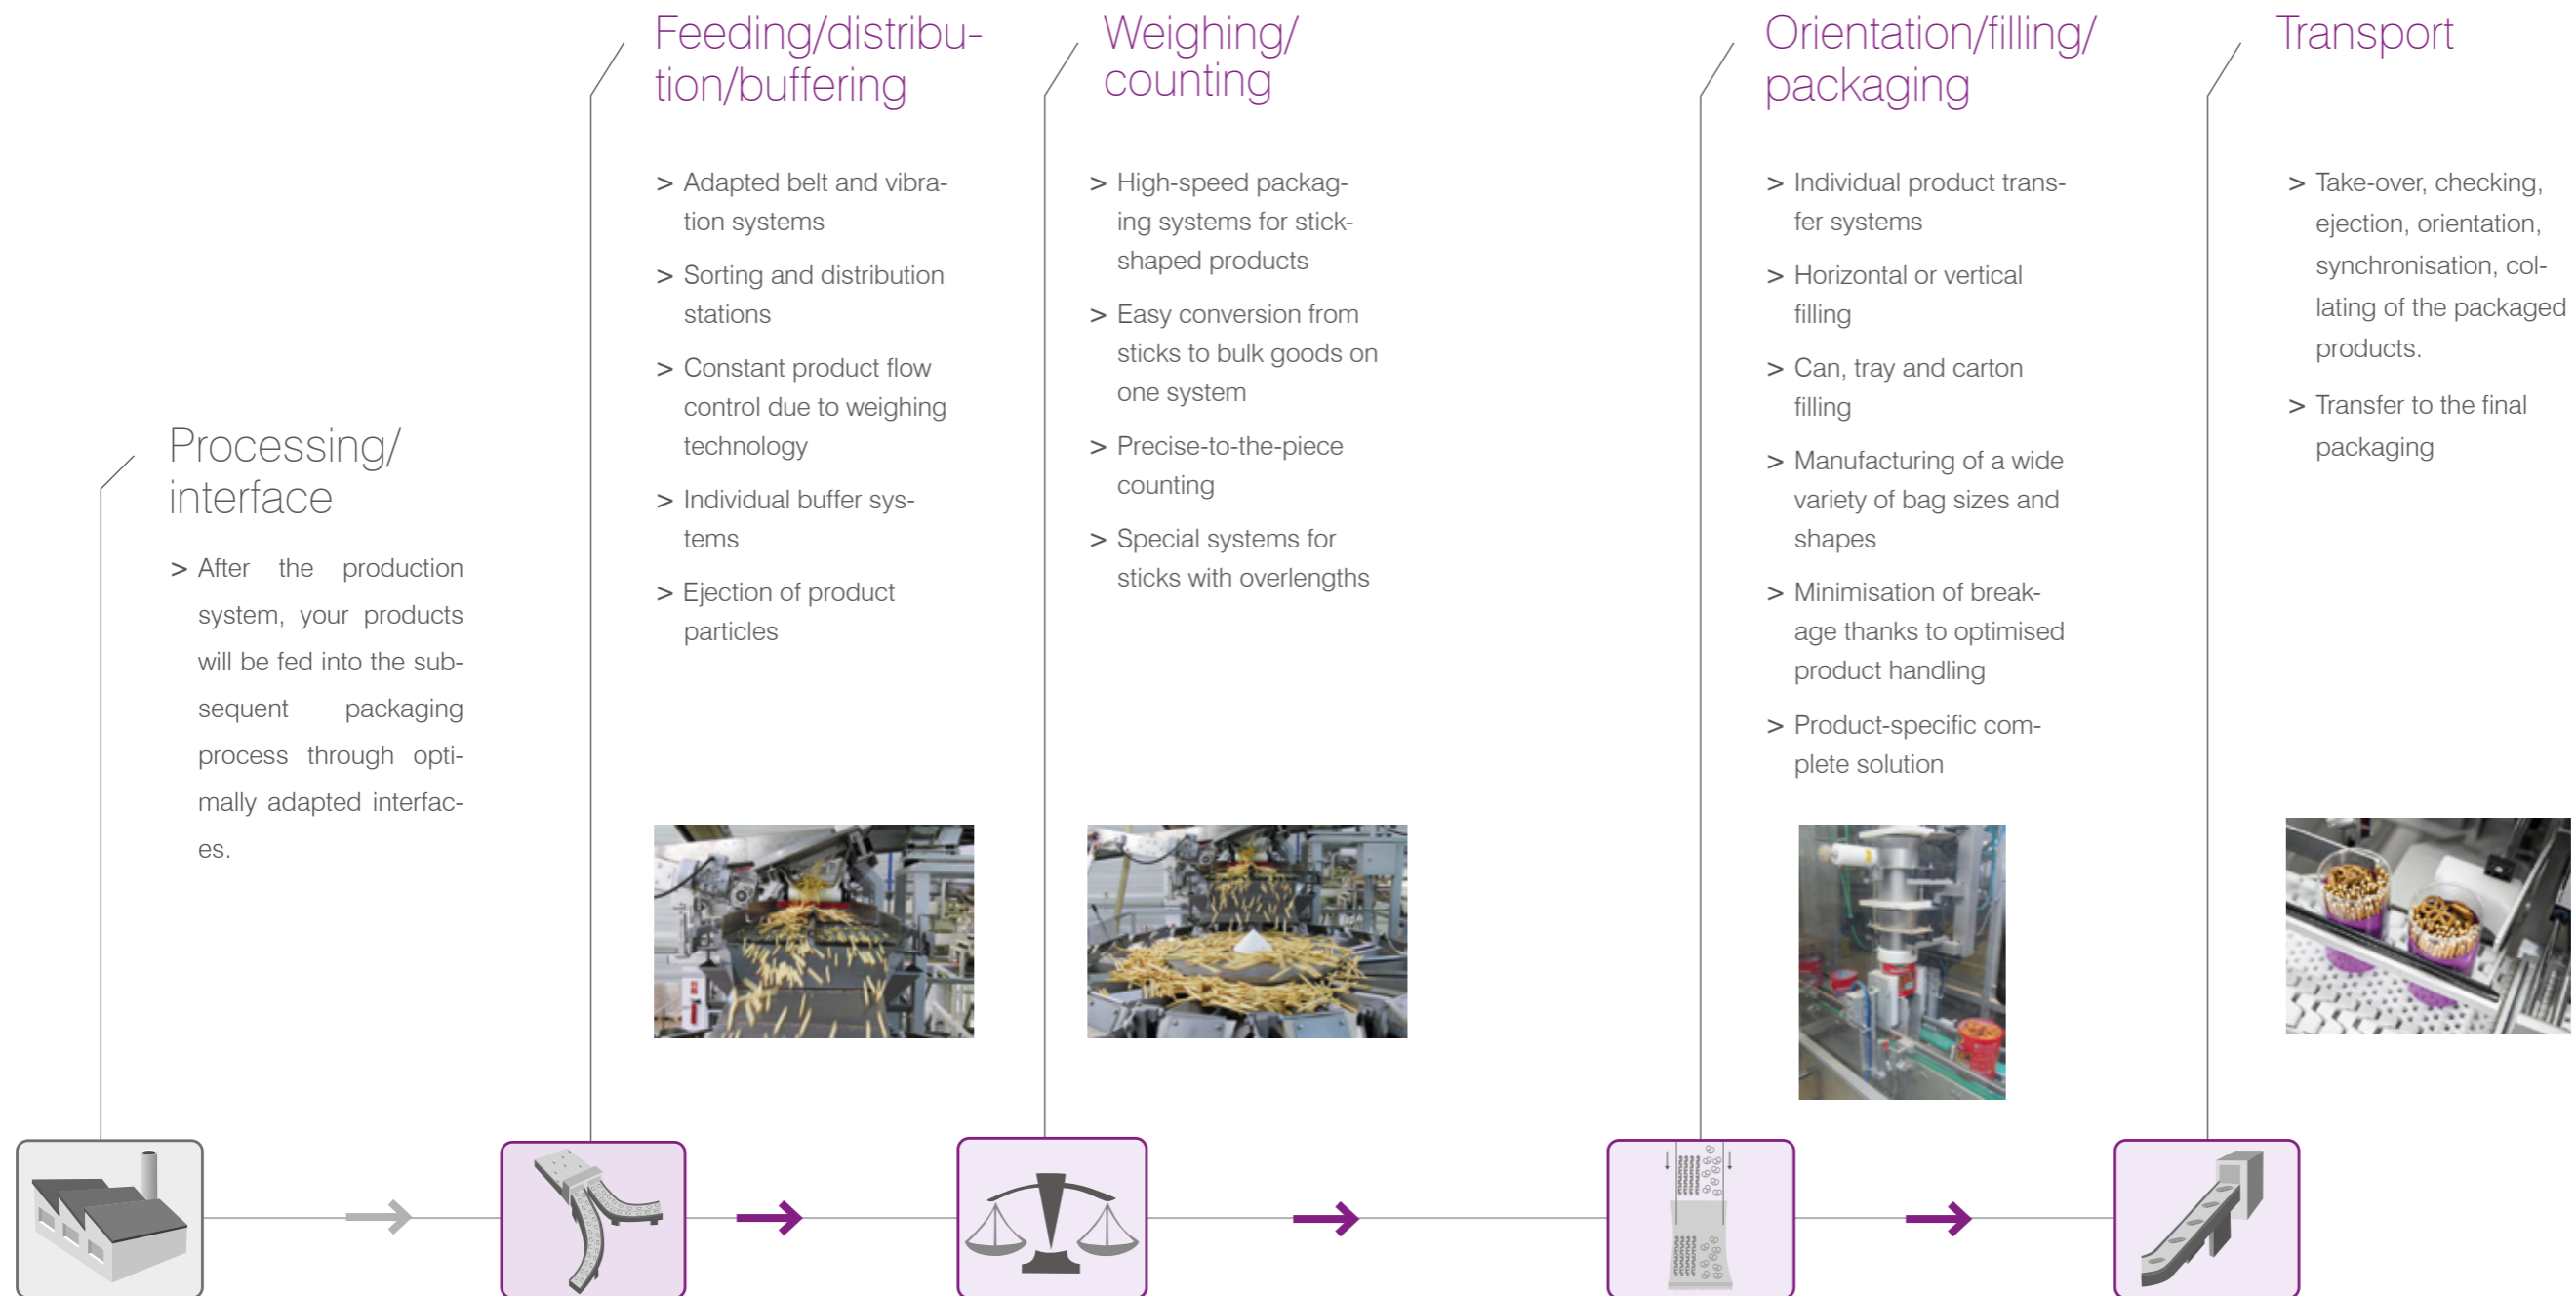 Processing/
interface
> After the production
system, your products
will be fed into the sub-
sequent packaging
process through opti-
mally adapted interfac-
es.
Feeding/distribu-
tion/buffering
> Adapted belt and vibra-
tion systems
> Sorting and distribution
stations
> Constant product flow
control due to weighing
technology
> Individual buffer sys-
tems
> Ejection of product
particles
Weighing/
counting
> High-speed packag-
ing systems for stick-
shaped products
> Easy conversion from
sticks to bulk goods on
one system
> Precise-to-the-piece
counting
> Special systems for
sticks with overlengths
Orientation/filling/
packaging
> Individual product trans-
fer systems
> Horizontal or vertical
filling
> Can, tray and carton
filling
> Manufacturing of a wide
variety of bag sizes and
shapes
> Minimisation of break-
age thanks to optimised
product handling
> Product-specific com-
plete solution
Transport
> Take-over, checking,
ejection, orientation,
synchronisation, col-
lating of the packaged
products.
> Transfer to the final
packaging